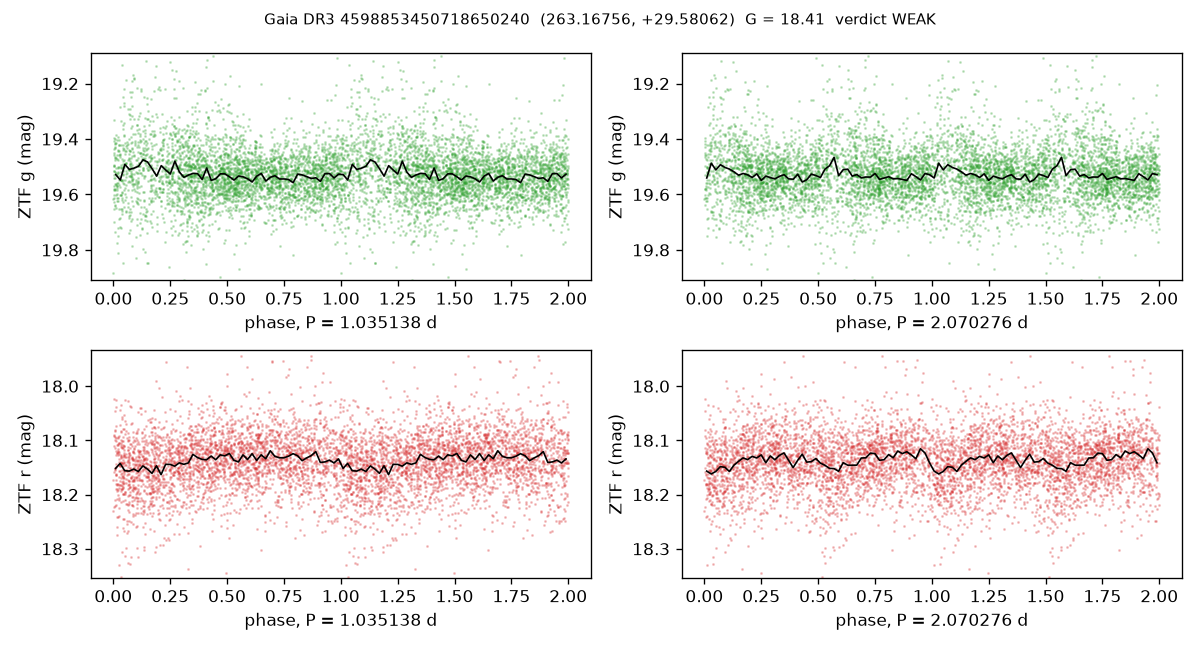 Gaia DR3 4598853450718650240  (263.16756, +29.58062)  G = 18.41  verdict WEAK
ZTF g (mag)
19.2
19.4
19.6
19.8
0.00 0.25 0.50 0.75 1.00 1.25 1.50 1.75 2.00
phase, P = 1.035138 d
ZTF g (mag)
19.2
19.4
19.6
19.8
0.00 0.25 0.50 0.75 1.00 1.25 1.50 1.75 2.00
phase, P = 2.070276 d
ZTF r (mag)
18.0
18.1
18.2
18.3
0.00 0.25 0.50 0.75 1.00 1.25 1.50 1.75 2.00
phase, P = 1.035138 d
ZTF r (mag)
18.0
18.1
18.2
18.3
0.00 0.25 0.50 0.75 1.00 1.25 1.50 1.75 2.00
phase, P = 2.070276 d